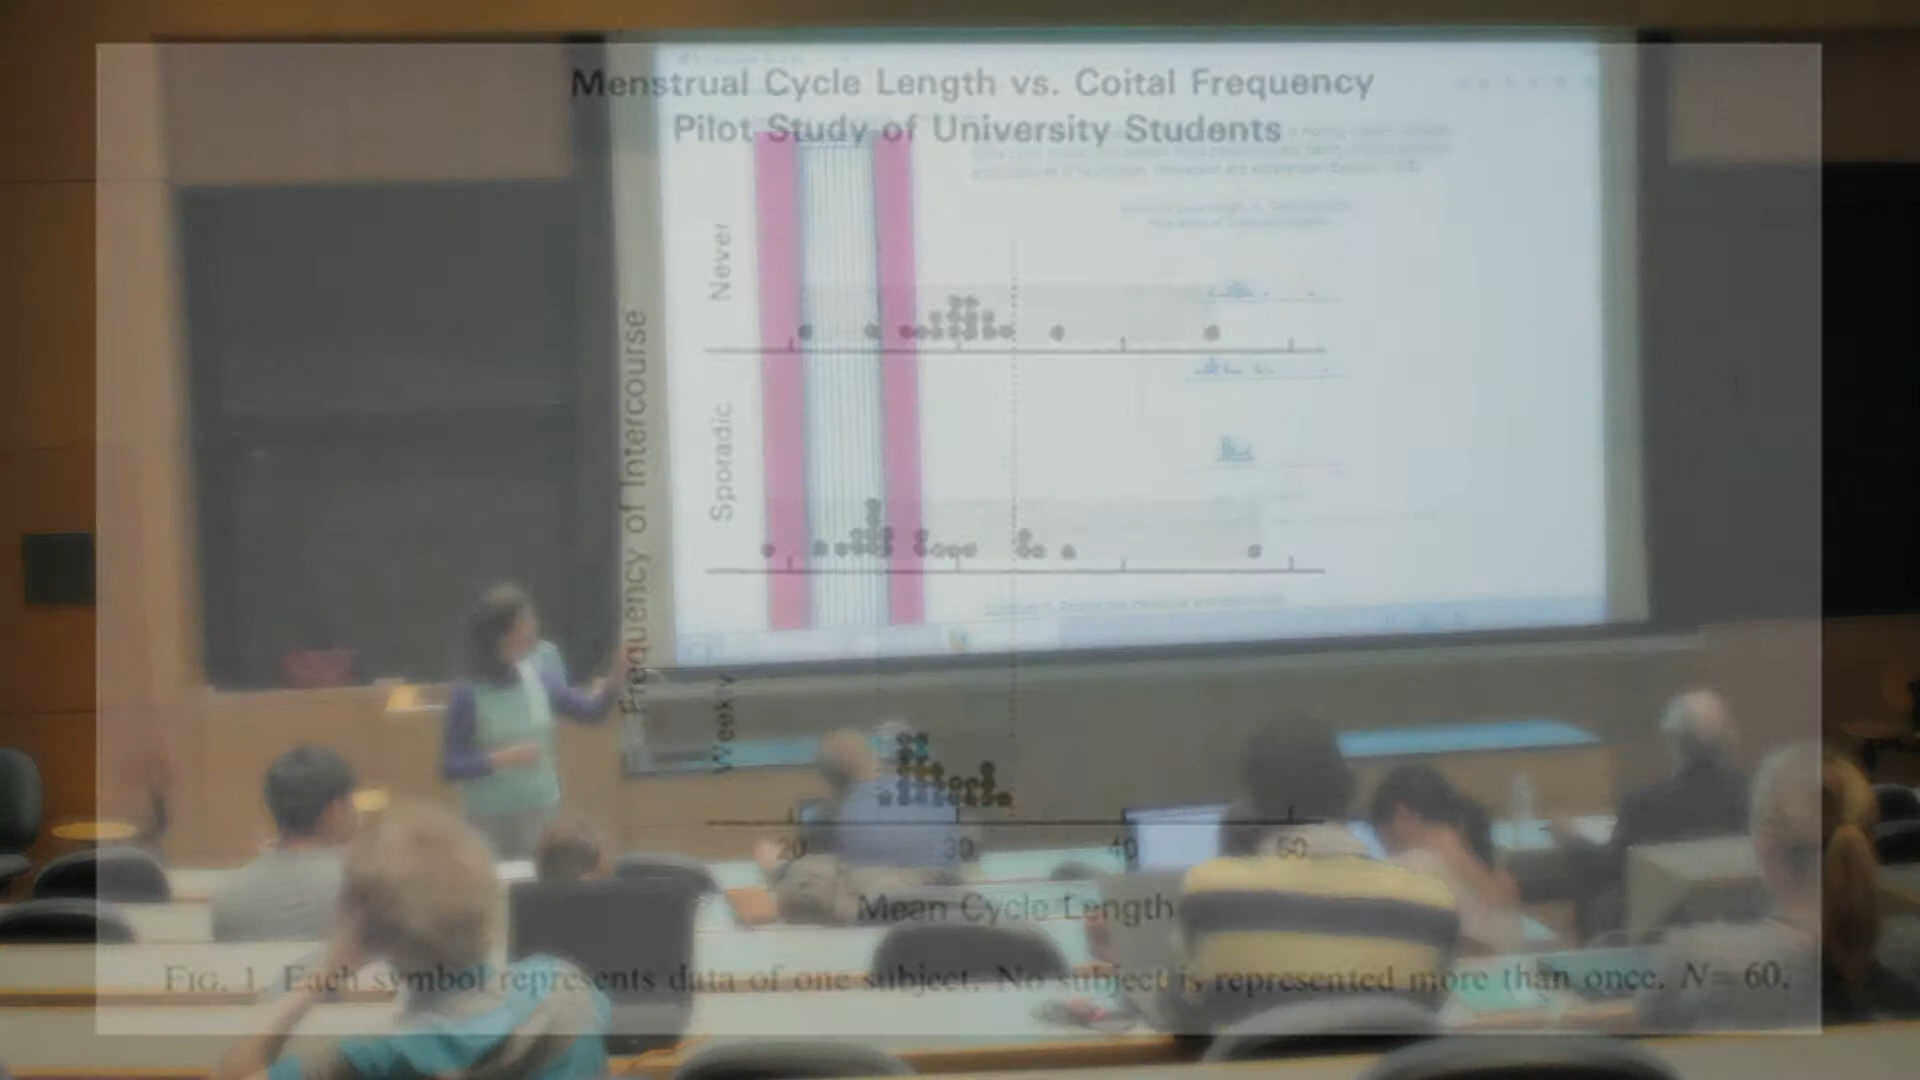 Menstrual Cycle Length vs. Coital Frequency
Pilot Study of University Students
Frequency of Intercourse
Never
Sporadic
Weekly
20 30 40 50
Mean Cycle Length
FIG. 1. Each symbol represents data of one subject. No subject is represented more than once. N = 60.